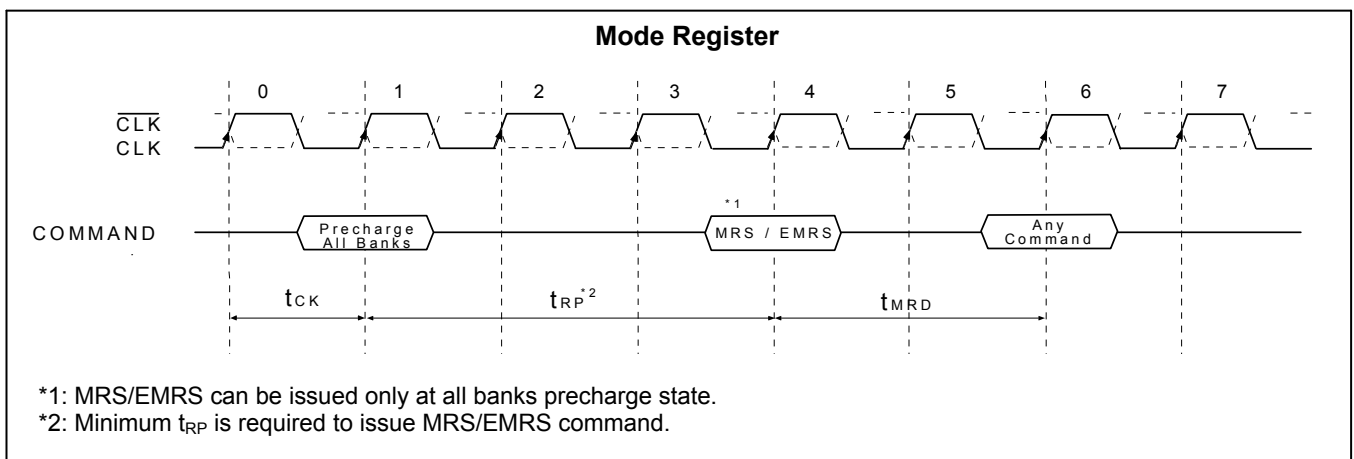 Mode Register
0 1 2 3 4 5 6 7
CLK
CLK
*1
COMMAND
Precharge
All Banks
MRS / EMRS
Any
Command
tCK
tRP*2
tMRD
*1: MRS/EMRS can be issued only at all banks precharge state.
*2: Minimum tRP is required to issue MRS/EMRS command.